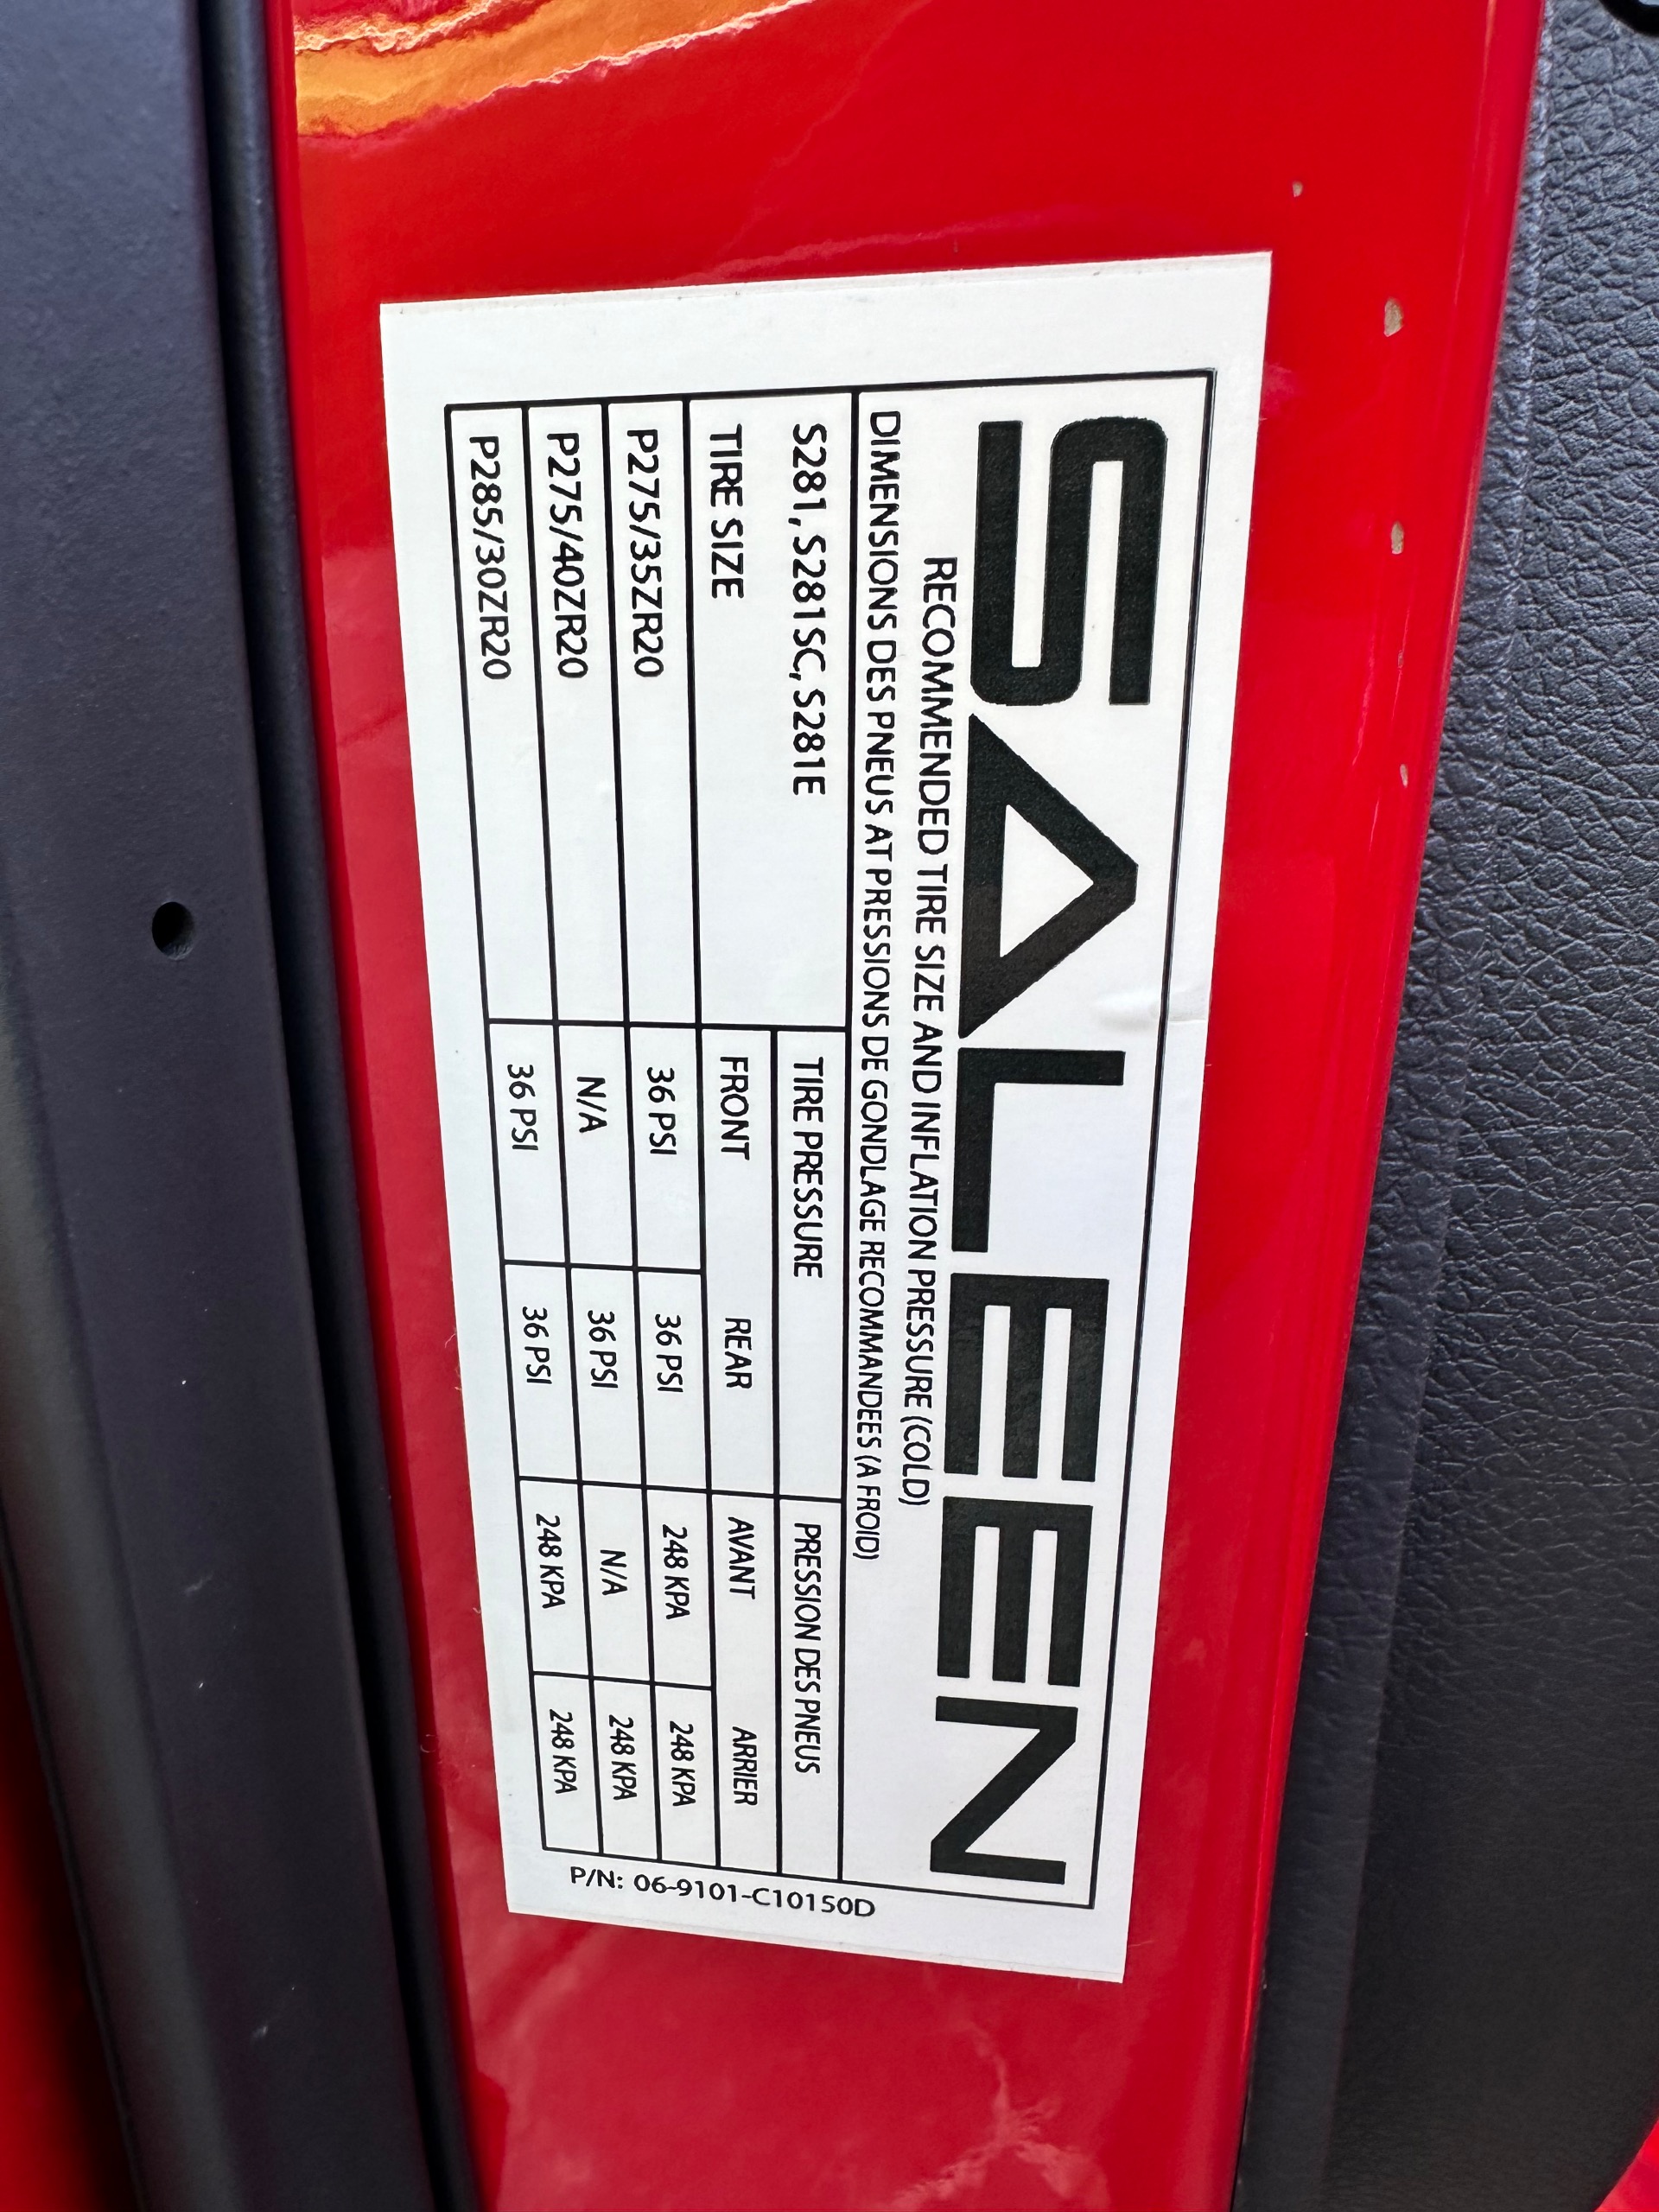 SALEEN
RECOMMENDED TIRE SIZE AND INFLATION PRESSURE (COLD)
DIMENSIONS DES PNEUS AT PRESSIONS DE GONDLAGE RECOMMANDEES (A FROID)
S281, S281SC, S281E TIRE PRESSURE PRESSION DES PNEUS
TIRE SIZE FRONT REAR AVANT ARRIER
P275/35ZR20 36 PSI 36 PSI 248 KPA 248 KPA
P275/40ZR20 N/A 36 PSI N/A 248 KPA
P285/30ZR20 36 PSI 36 PSI 248 KPA 248 KPA
P/N: 06-9101-C10150D